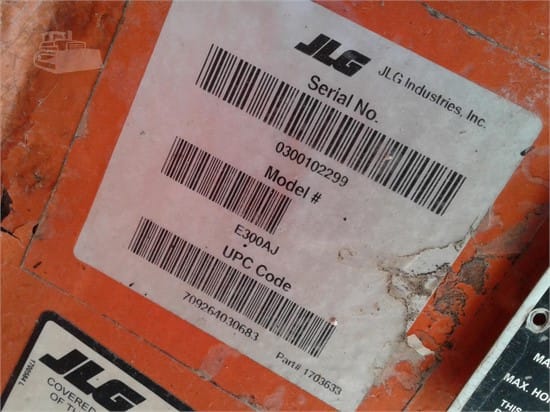 JLG JLG Industries, Inc.
Serial No.
0300102299
Model #
E300AJ
UPC Code
709264030683
Part# 1703633
JLG
COVERED
OF TH
MA
MAX. HO
THIS